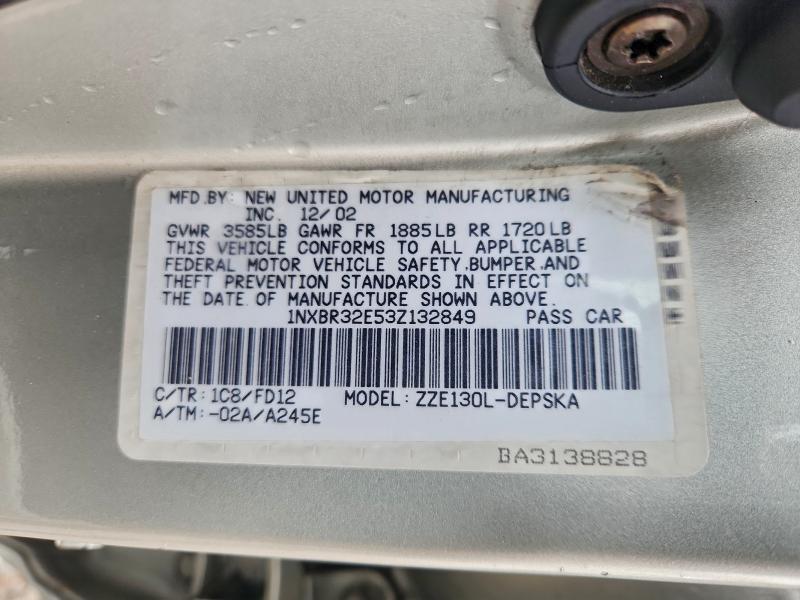 MFD.BY: NEW UNITED MOTOR MANUFACTURING
INC. 12/02
GVWR 3585LB GAWR FR 1885LB RR 1720LB
THIS VEHICLE CONFORMS TO ALL APPLICABLE
FEDERAL MOTOR VEHICLE SAFETY,BUMPER,AND
THEFT PREVENTION STANDARDS IN EFFECT ON
THE DATE OF MANUFACTURE SHOWN ABOVE.
1NXBR32E53Z132849 PASS CAR
C/TR:1C8/FD12 MODEL:ZZE130L-DEPSKA
A/TM:-02A/A245E
BA3138828